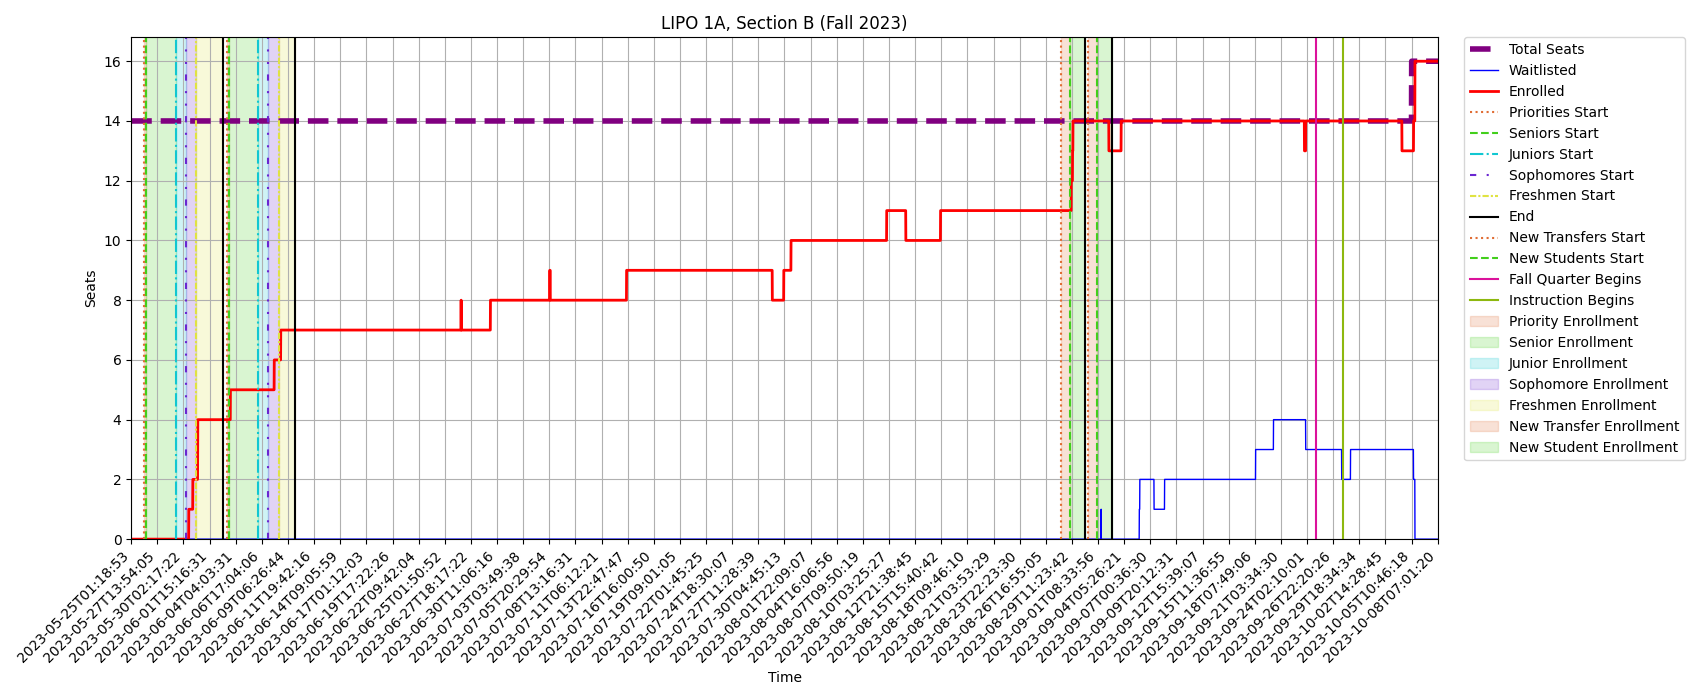 LIPO 1A, Section B (Fall 2023)
Seats
16
14
12
10
8
6
4
2
0
2023-05-25T01:18:53
2023-05-27T13:54:05
2023-05-30T02:17:22
2023-06-01T15:16:31
2023-06-04T04:03:31
2023-06-06T17:04:06
2023-06-09T06:26:44
2023-06-11T19:42:16
2023-06-14T09:05:59
2023-06-17T01:12:03
2023-06-19T17:22:26
2023-06-22T09:42:04
2023-06-25T01:50:52
2023-06-27T18:17:22
2023-06-30T11:06:16
2023-07-03T03:49:38
2023-07-05T20:29:54
2023-07-08T13:16:31
2023-07-11T06:12:21
2023-07-13T22:47:47
2023-07-16T16:00:50
2023-07-19T09:01:05
2023-07-22T01:45:25
2023-07-24T18:30:07
2023-07-27T11:28:39
2023-07-30T04:45:13
2023-08-01T22:09:07
2023-08-04T16:06:56
2023-08-07T09:50:19
2023-08-10T03:25:27
2023-08-12T21:38:45
2023-08-15T15:40:42
2023-08-18T09:46:10
2023-08-21T03:53:29
2023-08-23T22:23:30
2023-08-26T16:55:05
2023-08-29T11:23:42
2023-09-01T08:33:56
2023-09-04T05:26:21
2023-09-07T00:36:30
2023-09-09T20:12:31
2023-09-12T15:39:07
2023-09-15T11:36:55
2023-09-18T07:49:06
2023-09-21T03:34:30
2023-09-24T02:10:01
2023-09-26T22:20:26
2023-09-29T18:34:34
2023-10-02T14:28:45
2023-10-05T10:46:18
2023-10-08T07:01:20
Time
Total Seats
Waitlisted
Enrolled
Priorities Start
Seniors Start
Juniors Start
Sophomores Start
Freshmen Start
End
New Transfers Start
New Students Start
Fall Quarter Begins
Instruction Begins
Priority Enrollment
Senior Enrollment
Junior Enrollment
Sophomore Enrollment
Freshmen Enrollment
New Transfer Enrollment
New Student Enrollment